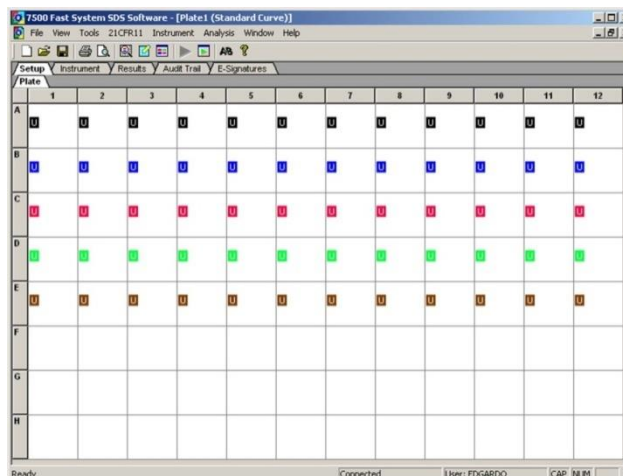 7500 Fast System SDS Software - [Plate1 (Standard Curve)]
File View Tools 21CFR11 Instrument Analysis Window Help
Setup Instrument Results Audit Trail E-Signatures
Plate
1 2 3 4 5 6 7 8 9 10 11 12
A U U U U U U U U U U U U
B U U U U U U U U U U U U
C U U U U U U U U U U U U
D U U U U U U U U U U U U
E U U U U U U U U U U U U
F
G
H
Ready Connected User: EDGARDO CAP NUM